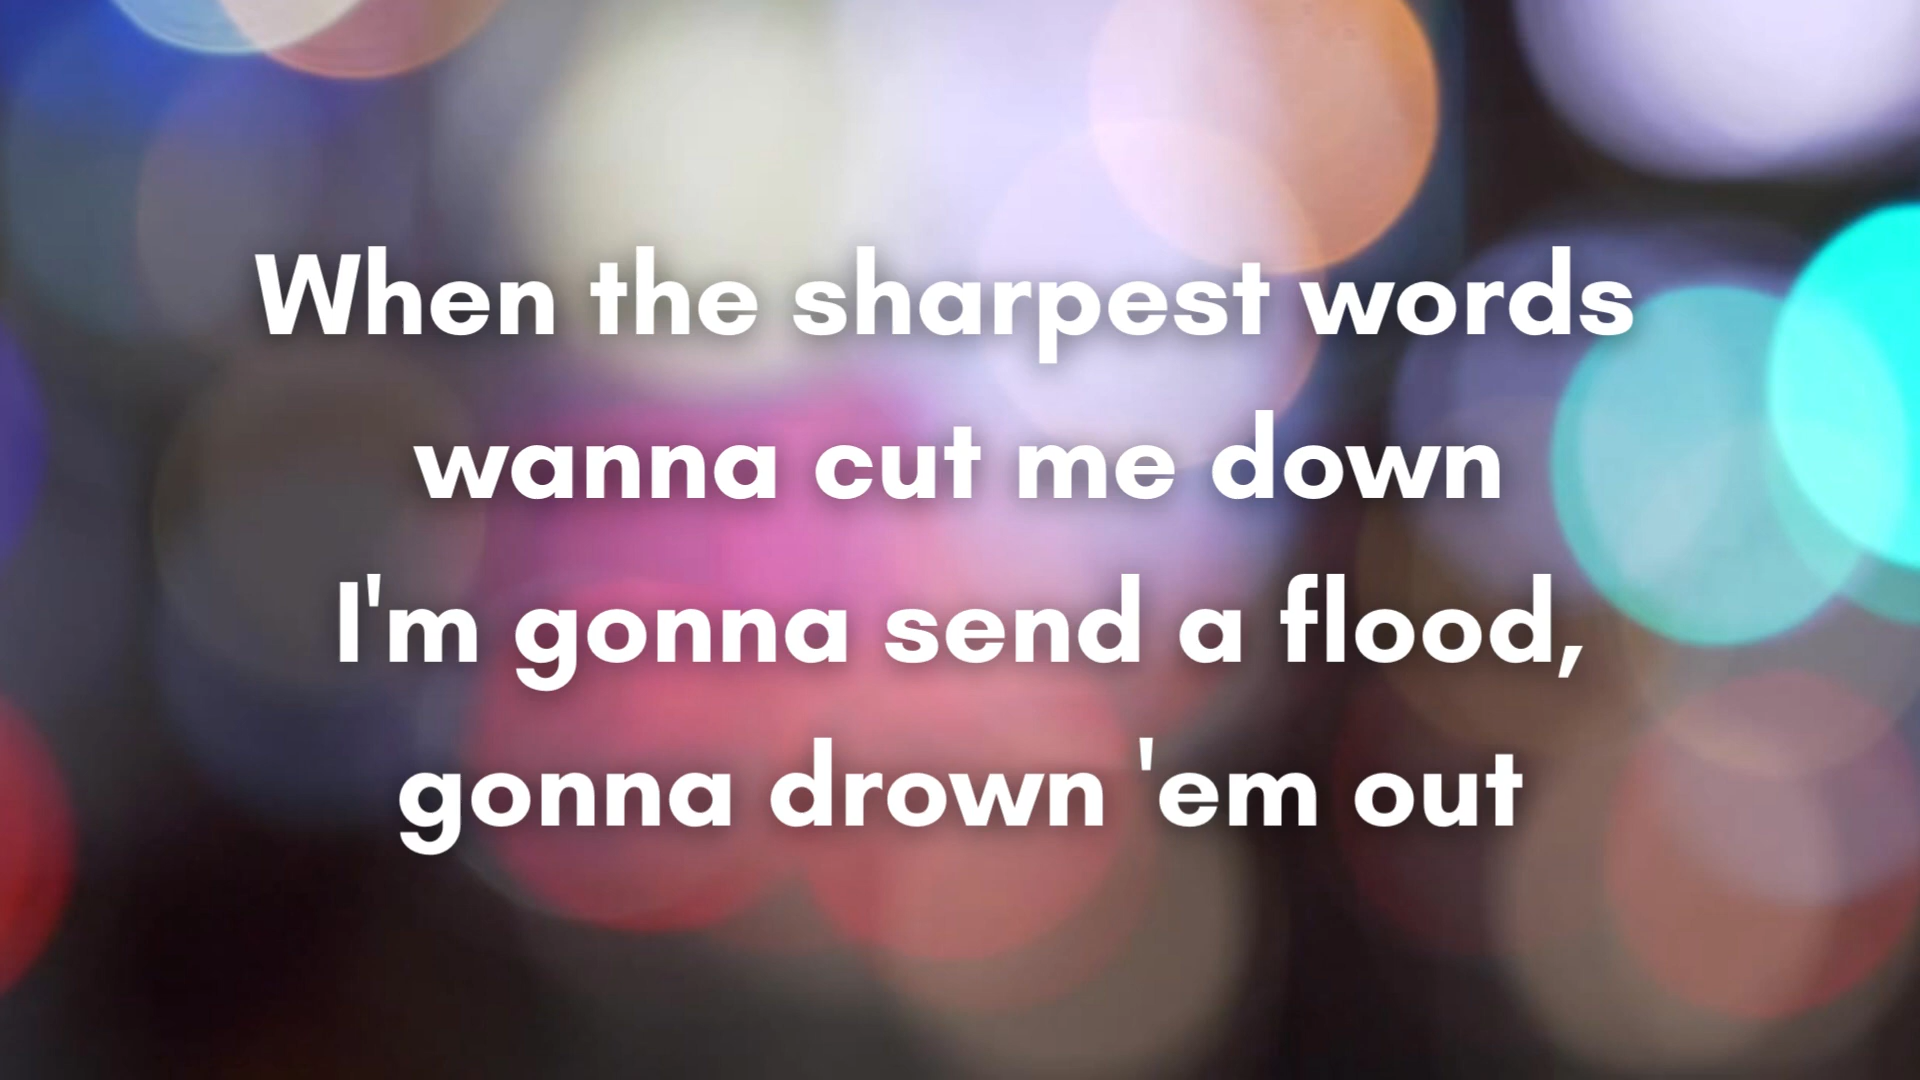 When the sharpest words
wanna cut me down
I'm gonna send a flood,
gonna drown 'em out